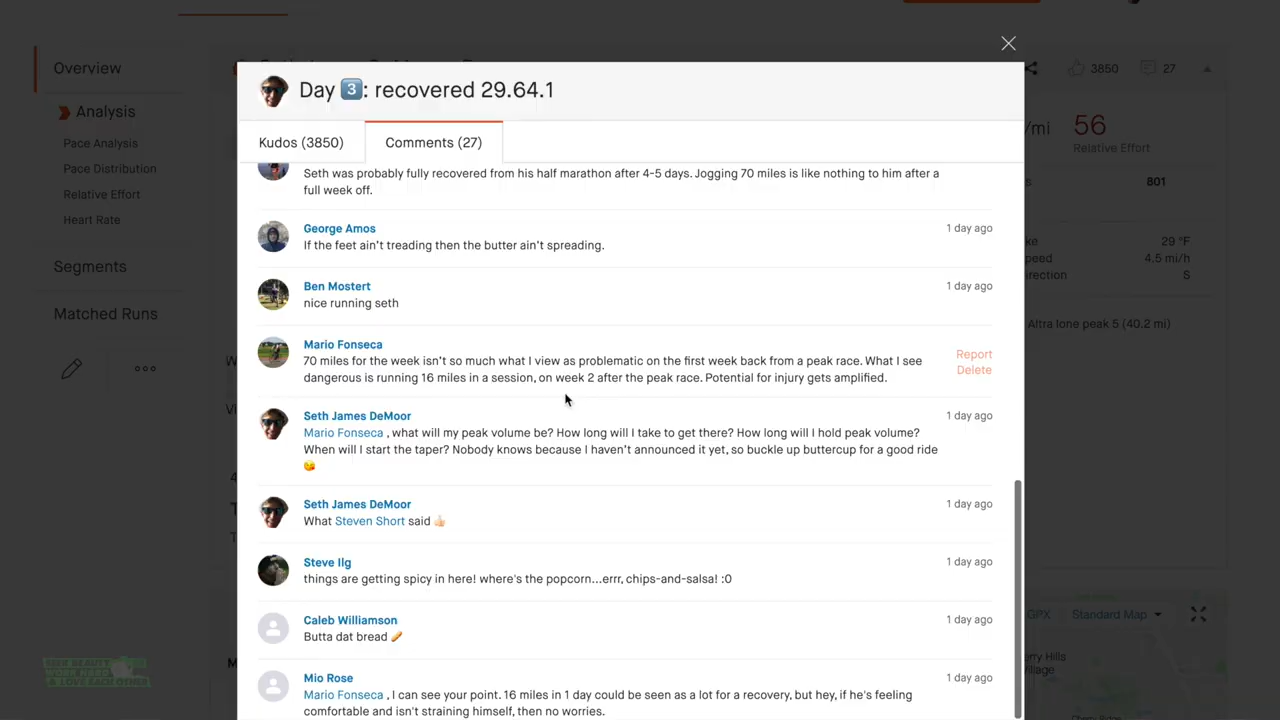 Overview
3850
27
Day 3: recovered 29.64.1
Analysis
/mi
56
Relative Effort
Kudos (3850)
Comments (27)
Pace Analysis
Pace Distribution
Relative Effort
Heart Rate
Segments
Matched Runs
Seth was probably fully recovered from his half marathon after 4-5 days. Jogging 70 miles is like nothing to him after a
full week off.
801
George Amos
1 day ago
If the feet ain't treading then the butter ain't spreading.
29 °F
4.5 mi/h
S
Ben Mostert
1 day ago
nice running seth
Altra lone peak 5 (40.2 mi)
Mario Fonseca
70 miles for the week isn't so much what I view as problematic on the first week back from a peak race. What I see
dangerous is running 16 miles in a session, on week 2 after the peak race. Potential for injury gets amplified.
Report
Delete
Seth James DeMoor
1 day ago
Mario Fonseca , what will my peak volume be? How long will I take to get there? How long will I hold peak volume?
When will I start the taper? Nobody knows because I haven't announced it yet, so buckle up buttercup for a good ride
😘
Seth James DeMoor
1 day ago
What Steven Short said 👍🏻
Steve Ilg
1 day ago
things are getting spicy in here! where's the popcorn...err, chips-and-salsa! :0
Caleb Williamson
1 day ago
Butta dat bread 🥖
GPX
Standard Map
Mio Rose
1 day ago
Mario Fonseca , I can see your point. 16 miles in 1 day could be seen as a lot for a recovery, but hey, if he's feeling
comfortable and isn't straining himself, then no worries.
SEEK BEAUTY
WORK HARD
& LOVE EACH OTHER